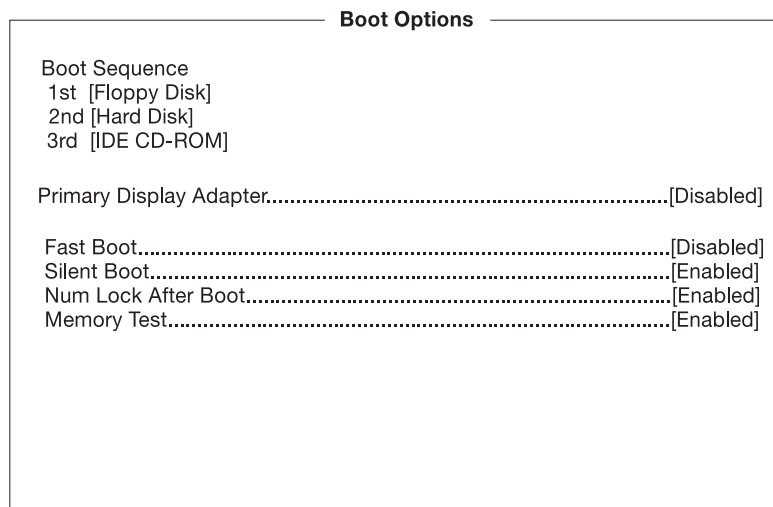 Boot Options
Boot Sequence
1st [Floppy Disk]
2nd [Hard Disk]
3rd [IDE CD-ROM]
Primary Display Adapter......................................................................[Disabled]
Fast Boot.............................................................................................[Disabled]
Silent Boot...........................................................................................[Enabled]
Num Lock After Boot..........................................................................[Enabled]
Memory Test........................................................................................[Enabled]